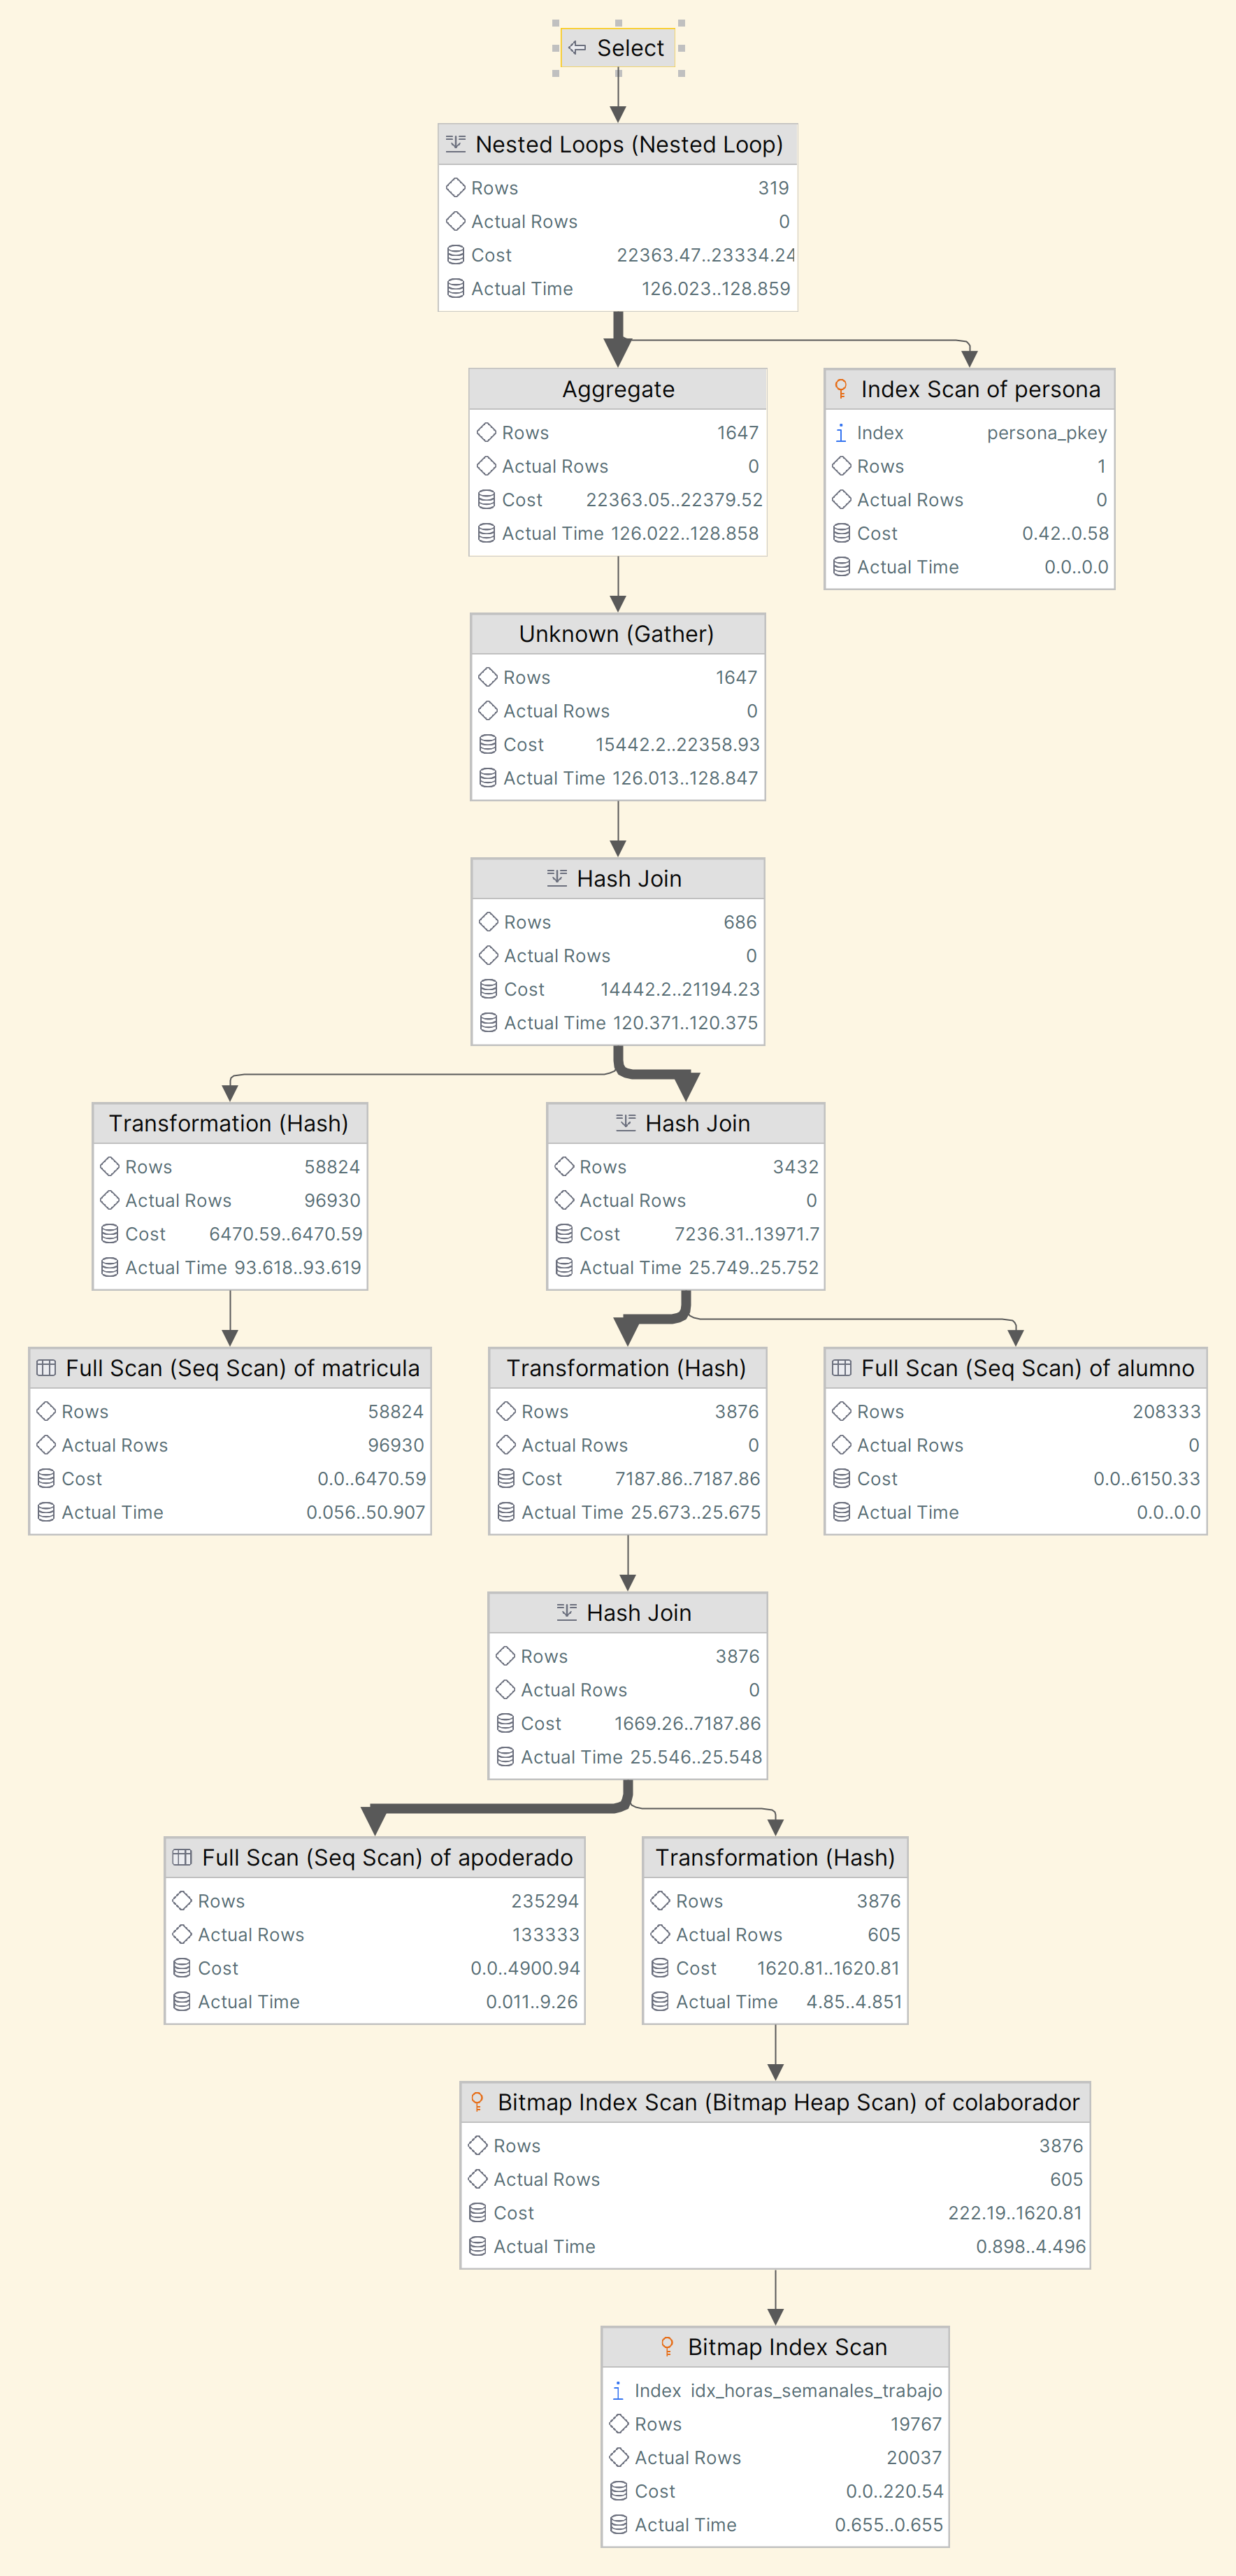 Select
Nested Loops (Nested Loop)
Rows 319
Actual Rows 0
Cost 22363.47..23334.24
Actual Time 126.023..128.859
Aggregate
Rows 1647
Actual Rows 0
Cost 22363.05..22379.52
Actual Time 126.022..128.858
Index Scan of persona
Index persona_pkey
Rows 1
Actual Rows 0
Cost 0.42..0.58
Actual Time 0.0..0.0
Unknown (Gather)
Rows 1647
Actual Rows 0
Cost 15442.2..22358.93
Actual Time 126.013..128.847
Hash Join
Rows 686
Actual Rows 0
Cost 14442.2..21194.23
Actual Time 120.371..120.375
Transformation (Hash)
Rows 58824
Actual Rows 96930
Cost 6470.59..6470.59
Actual Time 93.618..93.619
Hash Join
Rows 3432
Actual Rows 0
Cost 7236.31..13971.7
Actual Time 25.749..25.752
Full Scan (Seq Scan) of matricula
Rows 58824
Actual Rows 96930
Cost 0.0..6470.59
Actual Time 0.056..50.907
Transformation (Hash)
Rows 3876
Actual Rows 0
Cost 7187.86..7187.86
Actual Time 25.673..25.675
Full Scan (Seq Scan) of alumno
Rows 208333
Actual Rows 0
Cost 0.0..6150.33
Actual Time 0.0..0.0
Hash Join
Rows 3876
Actual Rows 0
Cost 1669.26..7187.86
Actual Time 25.546..25.548
Full Scan (Seq Scan) of apoderado
Rows 235294
Actual Rows 133333
Cost 0.0..4900.94
Actual Time 0.011..9.26
Transformation (Hash)
Rows 3876
Actual Rows 605
Cost 1620.81..1620.81
Actual Time 4.85..4.851
Bitmap Index Scan (Bitmap Heap Scan) of colaborador
Rows 3876
Actual Rows 605
Cost 222.19..1620.81
Actual Time 0.898..4.496
Bitmap Index Scan
Index idx_horas_semanales_trabajo
Rows 19767
Actual Rows 20037
Cost 0.0..220.54
Actual Time 0.655..0.655